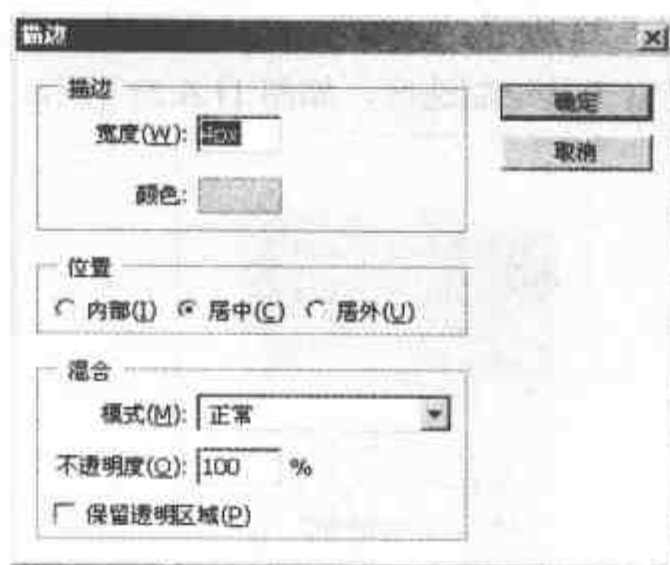 描边
描边
宽度(W):
确定
取消
颜色:
位置
内部(I) 居中(C) 居外(U)
混合
模式(M): 正常
不透明度(O): 100 %
保留透明区域(P)